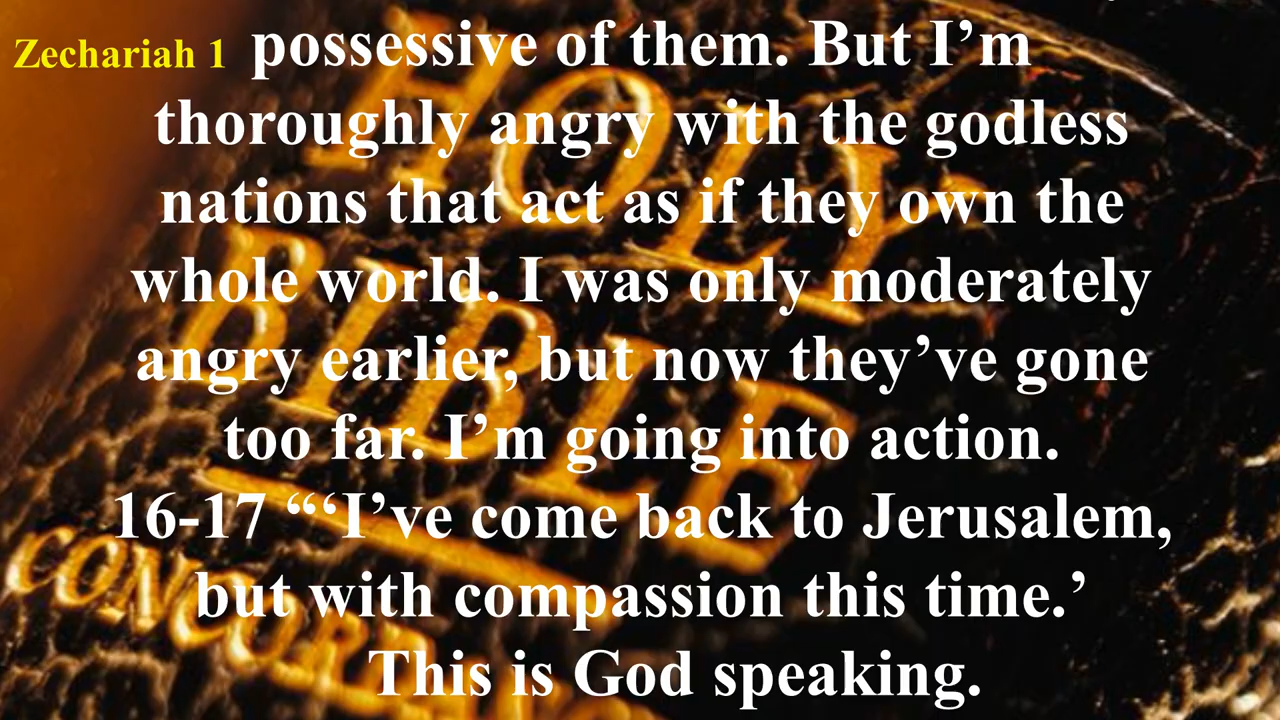 Zechariah 1
possessive of them. But I’m
thoroughly angry with the godless
nations that act as if they own the
whole world. I was only moderately
angry earlier, but now they’ve gone
too far. I’m going into action.
16-17 “‘I’ve come back to Jerusalem,
but with compassion this time.’
This is God speaking.
HOLY
BIBLE